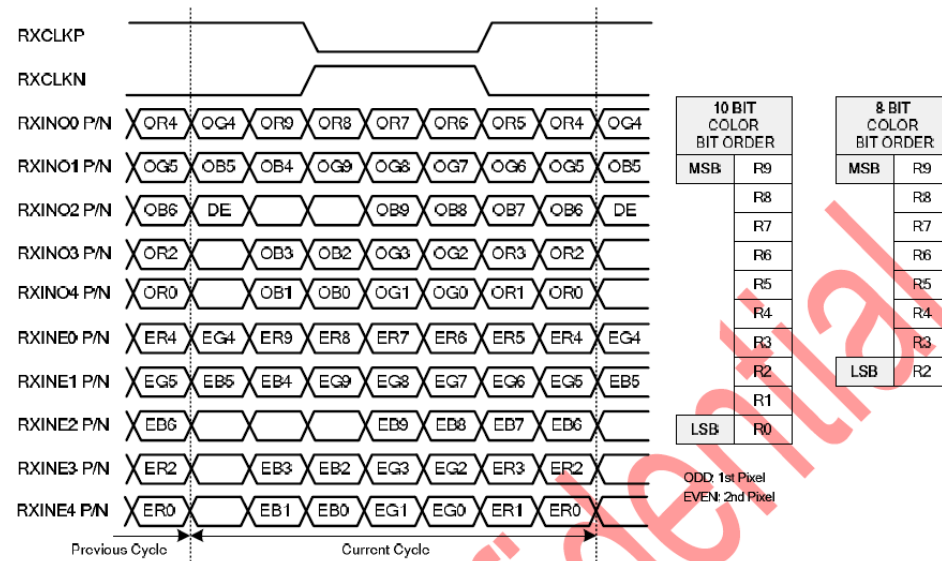 RXCLKP
RXCLKN
RXINO0 P/N OR4 OG4 OR9 OR8 OR7 OR6 OR5 OR4 OG4
RXINO1 P/N OG5 OB5 OB4 OG9 OG8 OG7 OG6 OG5 OB5
RXINO2 P/N OB6 DE OB9 OB8 OB7 OB6 DE
RXINO3 P/N OR2 OB3 OB2 OG3 OG2 OR3 OR2
RXINO4 P/N OR0 OB1 OB0 OG1 OG0 OR1 OR0
RXINE0 P/N ER4 EG4 ER9 ER8 ER7 ER6 ER5 ER4 EG4
RXINE1 P/N EG5 EB5 EB4 EG9 EG8 EG7 EG6 EG5 EB5
RXINE2 P/N EB6 EB9 EB8 EB7 EB6
RXINE3 P/N ER2 EB3 EB2 EG3 EG2 ER3 ER2
RXINE4 P/N ER0 EB1 EB0 EG1 EG0 ER1 ER0
Previous Cycle Current Cycle
10 BIT
COLOR
BIT ORDER
MSB R9
R8
R7
R6
R5
R4
R3
R2
R1
LSB R0
8 BIT
COLOR
BIT ORDER
MSB R9
R8
R7
R6
R5
R4
R3
LSB R2
ODD: 1st Pixel
EVEN: 2nd Pixel